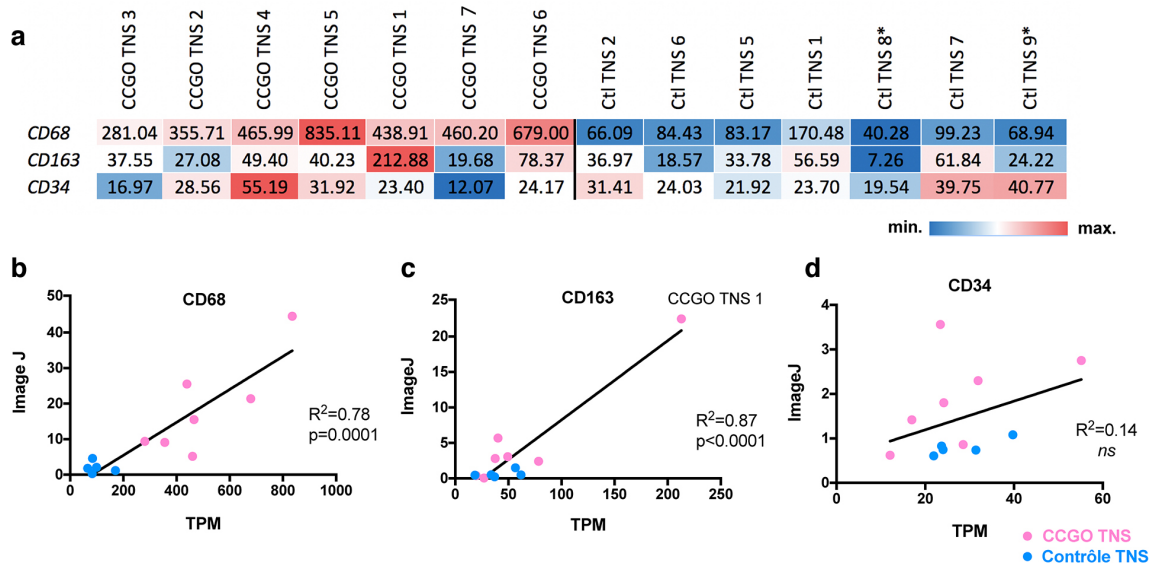 a
CCGO TNS 3 CCGO TNS 2 CCGO TNS 4 CCGO TNS 5 CCGO TNS 1 CCGO TNS 7 CCGO TNS 6 Ctl TNS 2 Ctl TNS 6 Ctl TNS 5 Ctl TNS 1 Ctl TNS 8* Ctl TNS 7 Ctl TNS 9*
CD68 281.04 355.71 465.99 835.11 438.91 460.20 679.00 66.09 84.43 83.17 170.48 40.28 99.23 68.94
CD163 37.55 27.08 49.40 40.23 212.88 19.68 78.37 36.97 18.57 33.78 56.59 7.26 61.84 24.22
CD34 16.97 28.56 55.19 31.92 23.40 12.07 24.17 31.41 24.03 21.92 23.70 19.54 39.75 40.77
min. max.
b
CD68
Image J
50
40
30
20
10
0
R²=0.78
p=0.0001
0 200 400 600 800 1000
TPM
c
CD163
CCGO TNS 1
ImageJ
25
20
15
10
5
0
R²=0.87
p<0.0001
0 50 100 150 200 250
TPM
d
CD34
ImageJ
4
3
2
1
0
R²=0.14
ns
0 20 40 60
TPM
CCGO TNS
Contrôle TNS